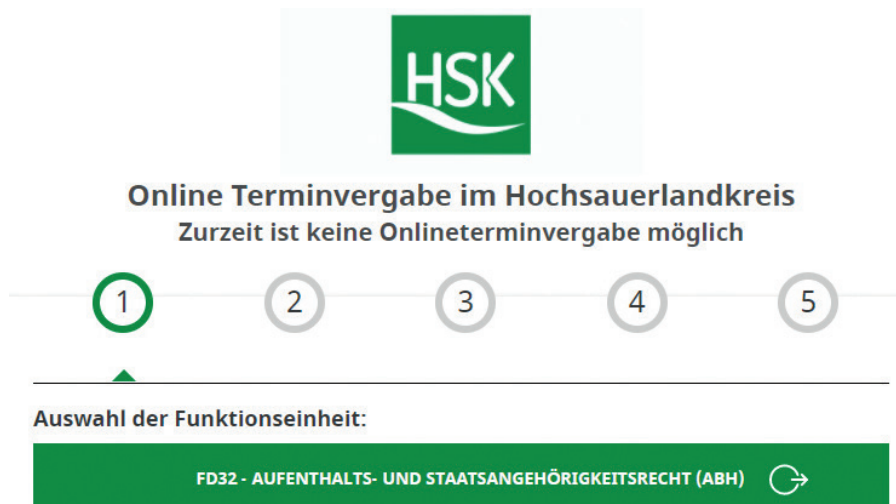 HSK
Online Terminvergabe im Hochsauerlandkreis
Zurzeit ist keine Onlineterminvergabe möglich
1 2 3 4 5
Auswahl der Funktionseinheit:
FD32 - AUFENTHALTS- UND STAATSANGEHÖRIGKEITSRECHT (ABH)